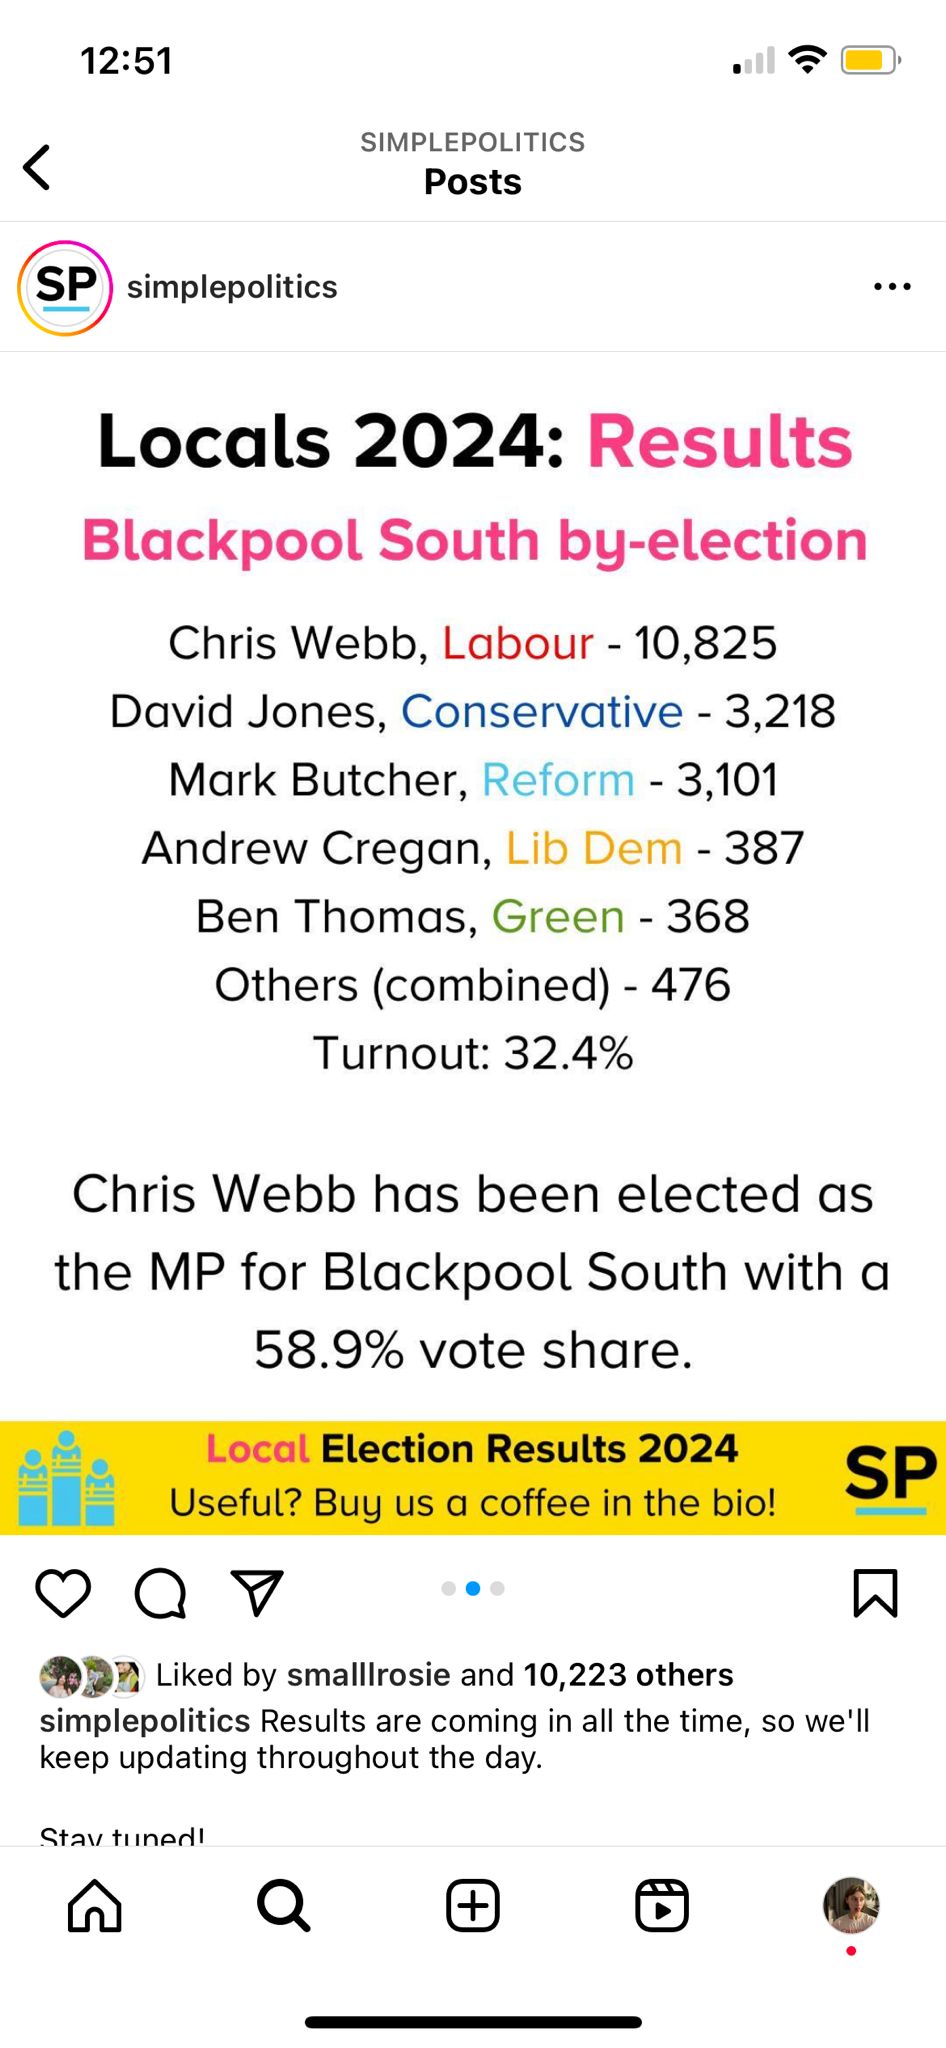 12:51
SIMPLEPOLITICS
Posts
SP
simplepolitics
Locals 2024: Results
Blackpool South by-election
Chris Webb, Labour - 10,825
David Jones, Conservative - 3,218
Mark Butcher, Reform - 3,101
Andrew Cregan, Lib Dem - 387
Ben Thomas, Green - 368
Others (combined) - 476
Turnout: 32.4%
Chris Webb has been elected as
the MP for Blackpool South with a
58.9% vote share.
Local Election Results 2024
Useful? Buy us a coffee in the bio!
SP
Liked by smalllrosie and 10,223 others
simplepolitics Results are coming in all the time, so we'll
keep updating throughout the day.
Stay tuned!